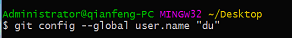 Administrator@qianfeng-PC MINGW32 ~/Desktop
$ git config --global user.name "du"